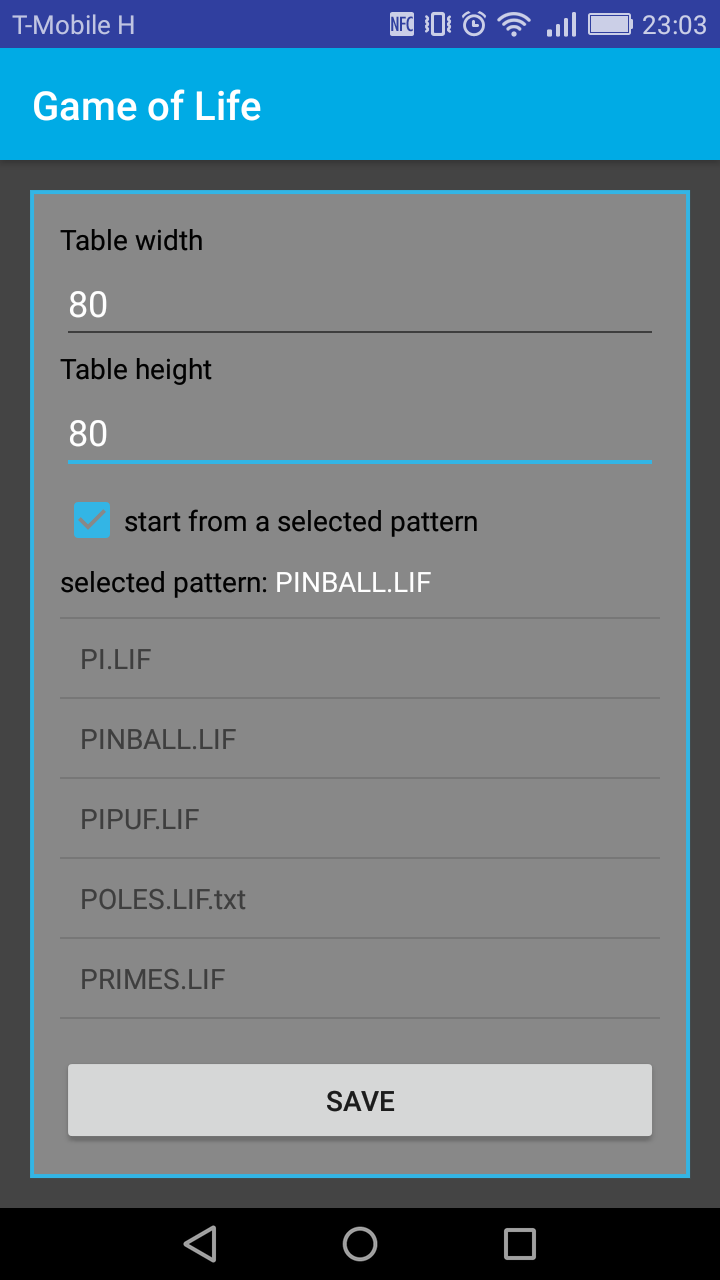 T-Mobile H NFC 23:03
Game of Life
Table width
80
Table height
80
start from a selected pattern
selected pattern: PINBALL.LIF
PI.LIF
PINBALL.LIF
PIPUF.LIF
POLES.LIF.txt
PRIMES.LIF
SAVE